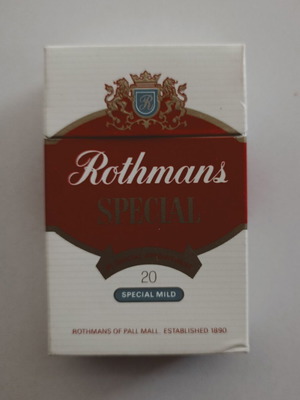 R
Rothmans
SPECIAL
20
SPECIAL MILD
ROTHMANS OF PALL MALL. ESTABLISHED 1890